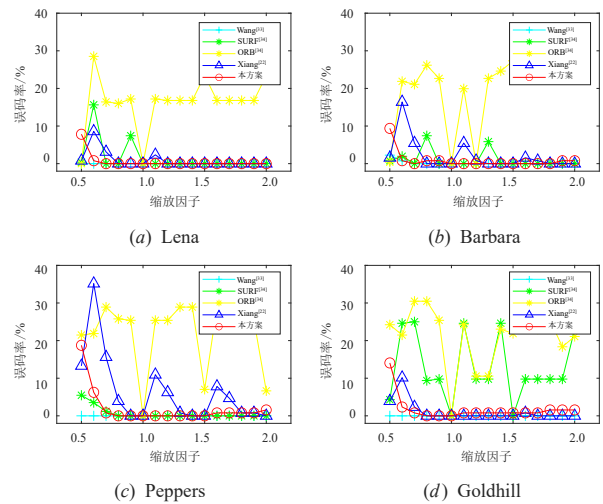 40
30
20
10
0
误码率/%
0.5 1.0 1.5 2.0
缩放因子
Wang[33]
SURF[34]
ORB[34]
Xiang[22]
本方案
(a) Lena
40
30
20
10
0
误码率/%
0.5 1.0 1.5 2.0
缩放因子
Wang[33]
SURF[34]
ORB[34]
Xiang[22]
本方案
(b) Barbara
40
30
20
10
0
误码率/%
0.5 1.0 1.5 2.0
缩放因子
Wang[33]
SURF[34]
ORB[34]
Xiang[22]
本方案
(c) Peppers
40
30
20
10
0
误码率/%
0.5 1.0 1.5 2.0
缩放因子
Wang[33]
SURF[34]
ORB[34]
Xiang[22]
本方案
(d) Goldhill